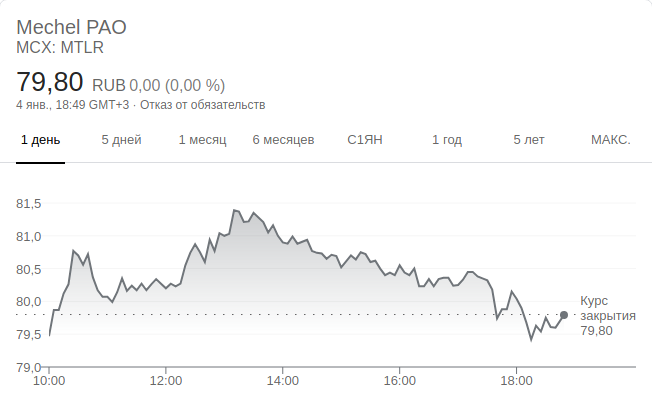 Mechel PAO
MCX: MTLR
79,80 RUB 0,00 (0,00 %)
4 янв., 18:49 GMT+3 · Отказ от обязательств
1 день 5 дней 1 месяц 6 месяцев С1ЯН 1 год 5 лет МАКС.
81,5
81,0
80,5
80,0
79,5
79,0
Курс
закрытия
79,80
10:00 12:00 14:00 16:00 18:00